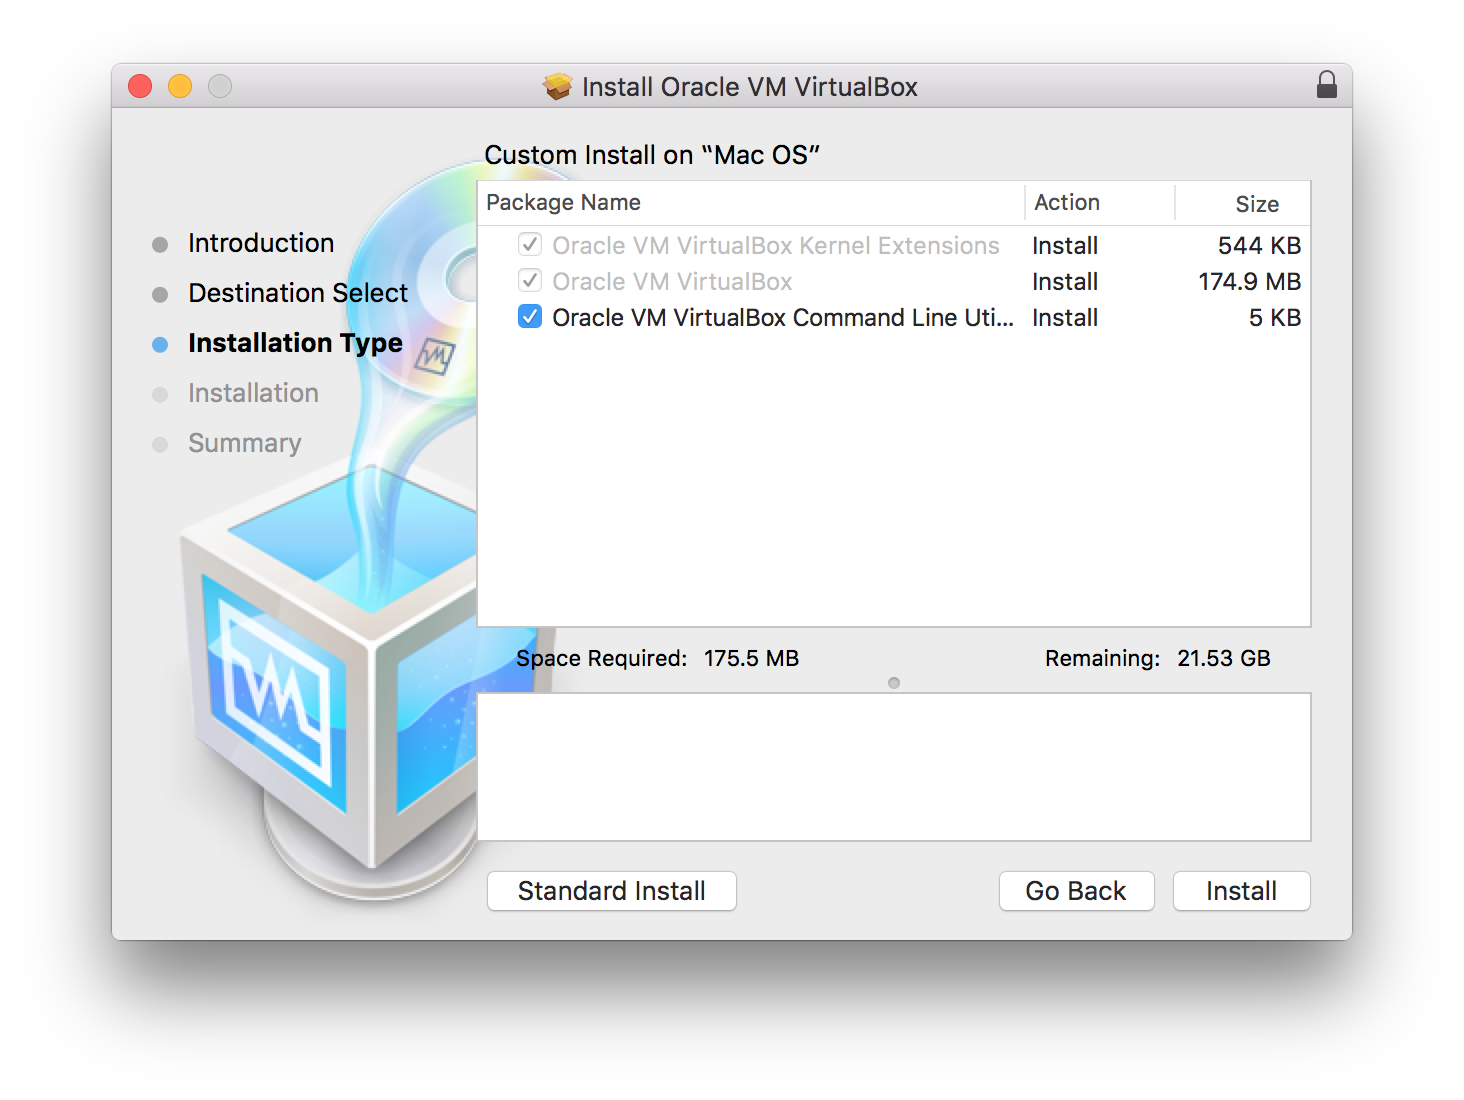 Install Oracle VM VirtualBox
Custom Install on “Mac OS”
Introduction
Destination Select
Installation Type
Installation
Summary
Package Name Action Size
Oracle VM VirtualBox Kernel Extensions Install 544 KB
Oracle VM VirtualBox Install 174.9 MB
Oracle VM VirtualBox Command Line Uti... Install 5 KB
Space Required: 175.5 MB Remaining: 21.53 GB
Standard Install Go Back Install